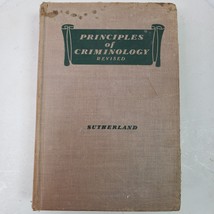 PRINCIPLES
of
CRIMINOLOGY
REVISED
SUTHERLAND